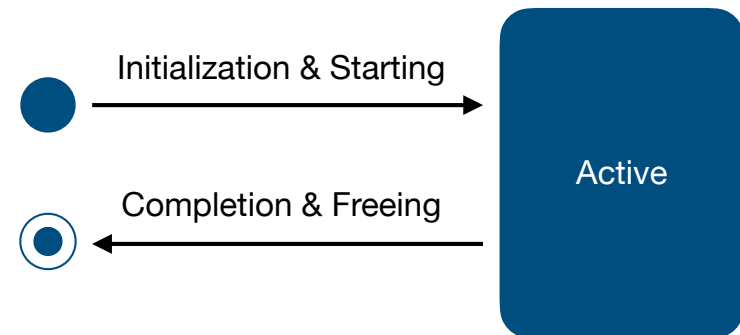 Initialization & Starting
Active
Completion & Freeing